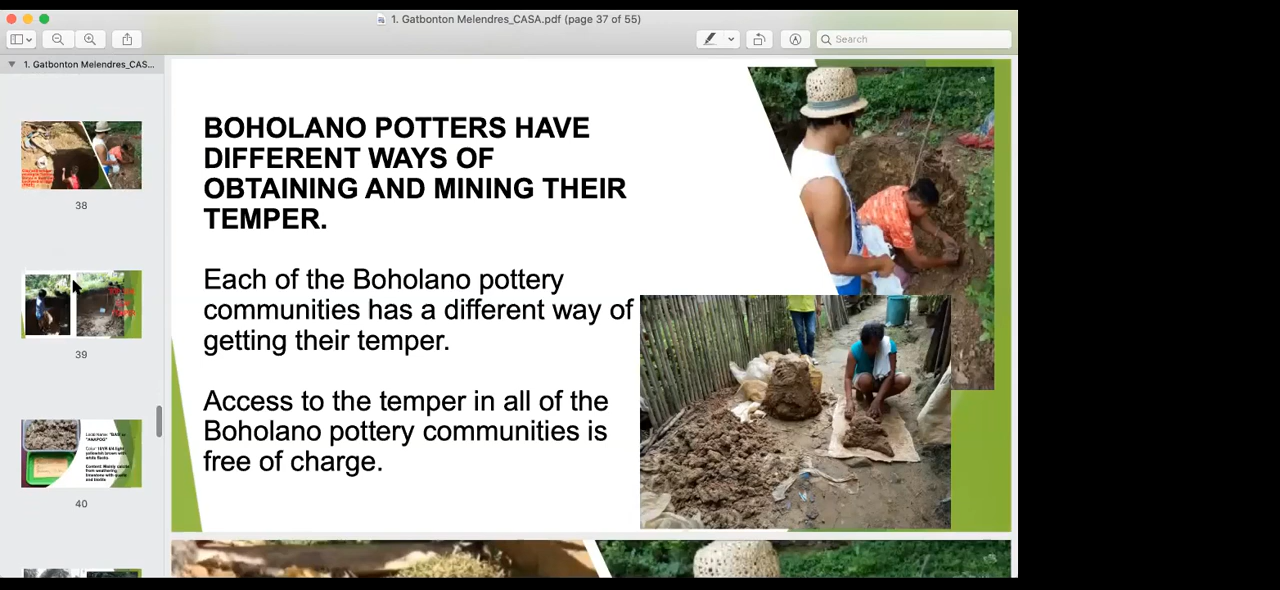 1. Gatbonton Melendres_CASA.pdf (page 37 of 55)
Search
1. Gatbonton Melendres_CAS...
38
39
40
BOHOLANO POTTERS HAVE
DIFFERENT WAYS OF
OBTAINING AND MINING THEIR
TEMPER.
Each of the Boholano pottery
communities has a different way of
getting their temper.
Access to the temper in all of the
Boholano pottery communities is
free of charge.